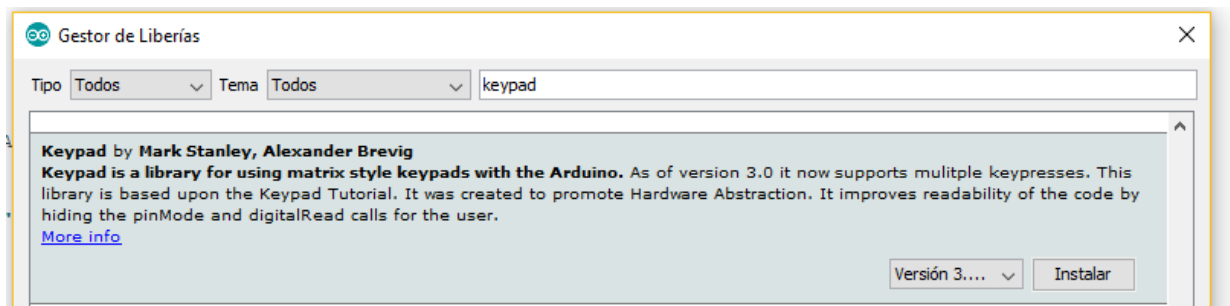 Gestor de Liberías
Tipo Todos Tema Todos keypad
Keypad by Mark Stanley, Alexander Brevig
Keypad is a library for using matrix style keypads with the Arduino. As of version 3.0 it now supports mulitple keypresses. This
library is based upon the Keypad Tutorial. It was created to promote Hardware Abstraction. It improves readability of the code by
hiding the pinMode and digitalRead calls for the user.
More info
Versión 3.... Instalar